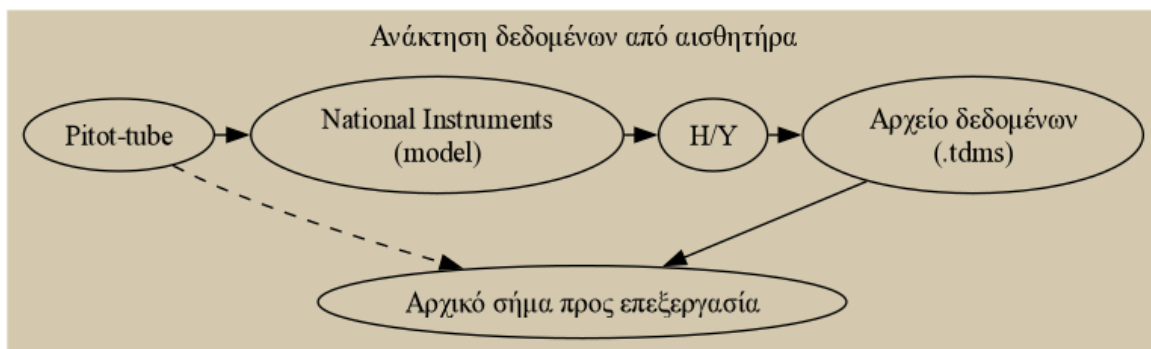 Ανάκτηση δεδομένων από αισθητήρα
Pitot-tube
National Instruments
(model)
Η/Υ
Αρχείο δεδομένων
(.tdms)
Αρχικό σήμα προς επεξεργασία